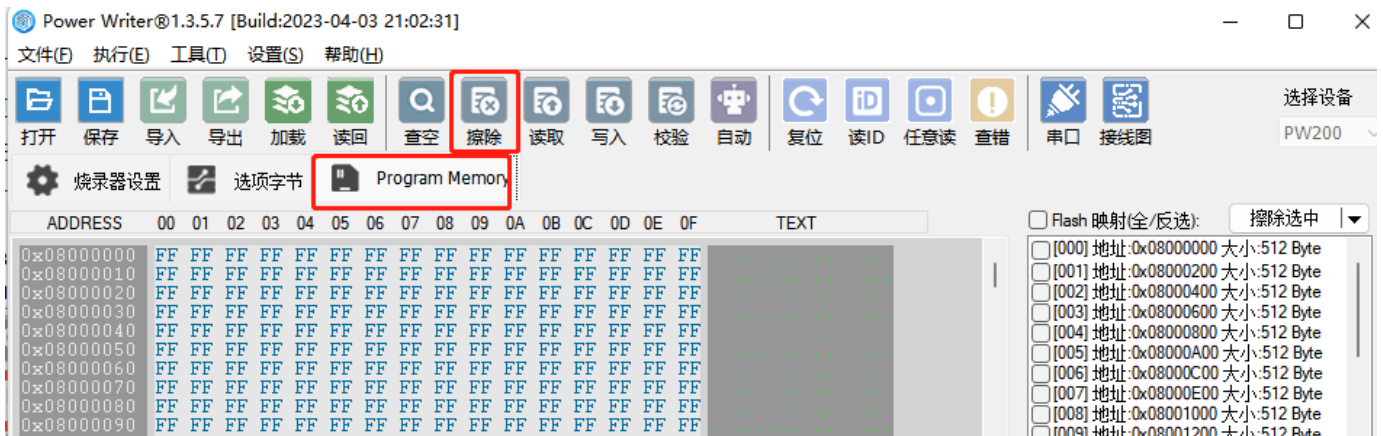 Power Writer®1.3.5.7 [Build:2023-04-03 21:02:31]
文件(F) 执行(E) 工具(T) 设置(S) 帮助(H)
打开 保存 导入 导出 加载 读回 查空 擦除 读取 写入 校验 自动 复位 读ID 任意读 查错 串口 接线图
选择设备
PW200
烧录器设置 选项字节 Program Memory
ADDRESS 00 01 02 03 04 05 06 07 08 09 0A 0B 0C 0D 0E 0F TEXT
Flash 映射(全/反选): 擦除选中
0x08000000 FF FF FF FF FF FF FF FF FF FF FF FF FF FF FF FF ................
0x08000010 FF FF FF FF FF FF FF FF FF FF FF FF FF FF FF FF ................
0x08000020 FF FF FF FF FF FF FF FF FF FF FF FF FF FF FF FF ................
0x08000030 FF FF FF FF FF FF FF FF FF FF FF FF FF FF FF FF ................
0x08000040 FF FF FF FF FF FF FF FF FF FF FF FF FF FF FF FF ................
0x08000050 FF FF FF FF FF FF FF FF FF FF FF FF FF FF FF FF ................
0x08000060 FF FF FF FF FF FF FF FF FF FF FF FF FF FF FF FF ................
0x08000070 FF FF FF FF FF FF FF FF FF FF FF FF FF FF FF FF ................
0x08000080 FF FF FF FF FF FF FF FF FF FF FF FF FF FF FF FF ................
0x08000090 FF FF FF FF FF FF FF FF FF FF FF FF FF FF FF FF ................
[000] 地址:0x08000000 大小:512 Byte
[001] 地址:0x08000200 大小:512 Byte
[002] 地址:0x08000400 大小:512 Byte
[003] 地址:0x08000600 大小:512 Byte
[004] 地址:0x08000800 大小:512 Byte
[005] 地址:0x08000A00 大小:512 Byte
[006] 地址:0x08000C00 大小:512 Byte
[007] 地址:0x08000E00 大小:512 Byte
[008] 地址:0x08001000 大小:512 Byte
[009] 地址:0x08001200 大小:512 Byte